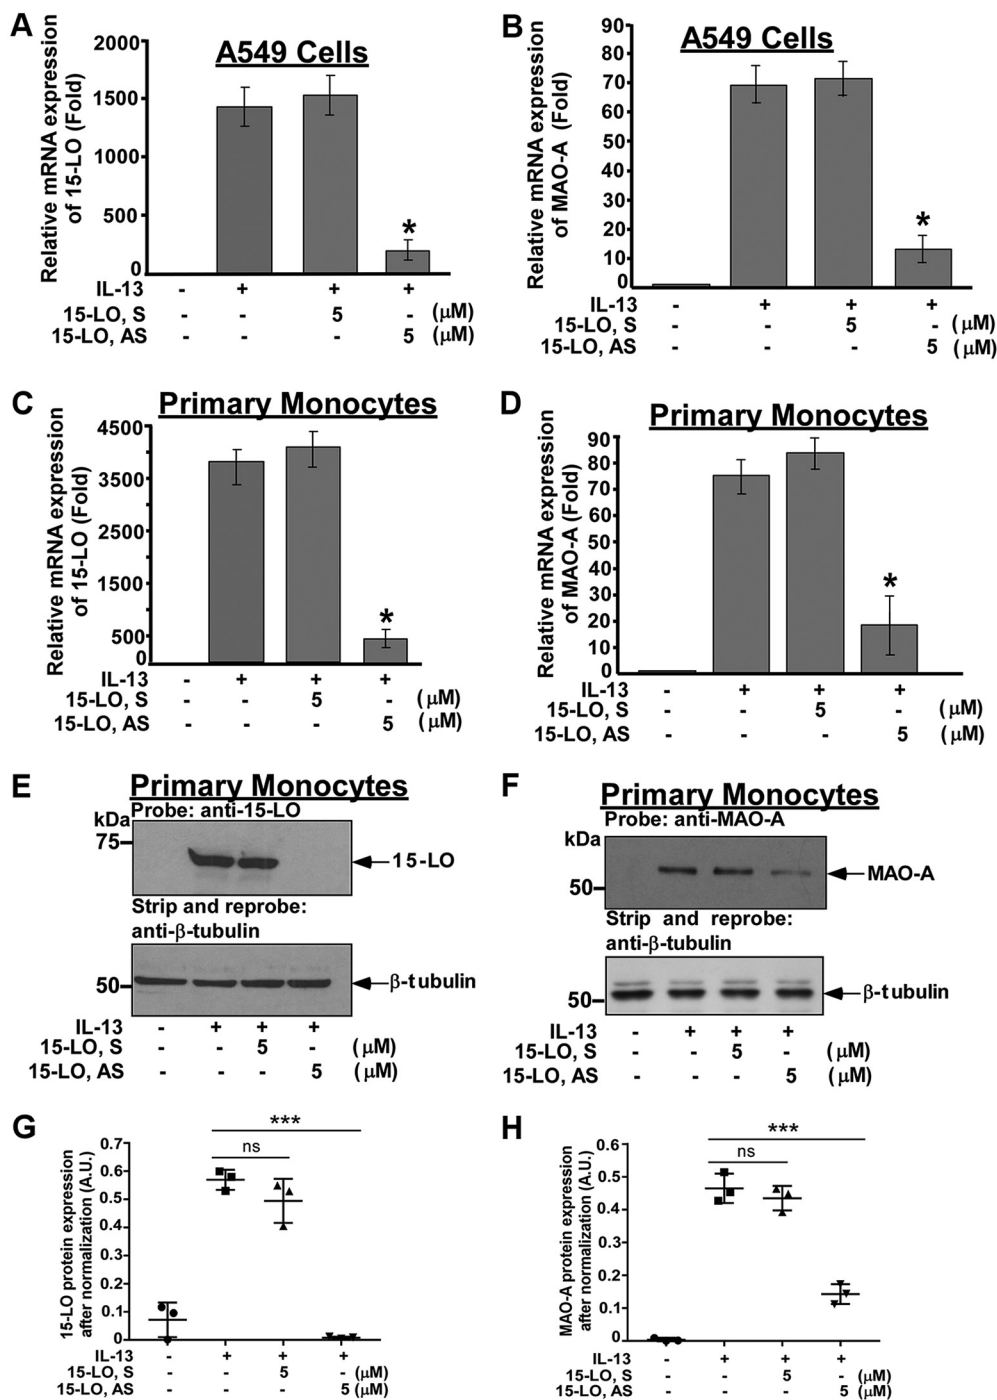 A
A549 Cells
Relative mRNA expression
of 15-LO (Fold)
2000
1500
1000
500
0
IL-13 - + + +
15-LO, S - - 5 - (μM)
15-LO, AS - - - 5 (μM)
B
A549 Cells
Relative mRNA expression
of MAO-A (Fold)
90
80
70
60
50
40
30
20
10
0
*
IL-13 - + + +
15-LO, S - - 5 - (μM)
15-LO, AS - - - 5 (μM)
C
Primary Monocytes
Relative mRNA expression
of 15-LO (Fold)
4500
3500
2500
1500
500
0
*
IL-13 - + + +
15-LO, S - - 5 - (μM)
15-LO, AS - - - 5 (μM)
D
Primary Monocytes
Relative mRNA expression
of MAO-A (Fold)
90
80
70
60
50
40
30
20
10
0
*
IL-13 - + + +
15-LO, S - - 5 - (μM)
15-LO, AS - - - 5 (μM)
E
Primary Monocytes
Probe: anti-15-LO
kDa
75
15-LO
Strip and reprobe:
anti-β-tubulin
50
β-tubulin
IL-13 - + + +
15-LO, S - - 5 - (μM)
15-LO, AS - - - 5 (μM)
F
Primary Monocytes
Probe: anti-MAO-A
kDa
50
MAO-A
Strip and reprobe:
anti-β-tubulin
50
β-tubulin
IL-13 - + + +
15-LO, S - - 5 - (μM)
15-LO, AS - - - 5 (μM)
G
15-LO protein expression
after normalization (A.U.)
***
ns
0.7
0.6
0.5
0.4
0.3
0.2
0.1
0
IL-13 - + + +
15-LO, S - - 5 - (μM)
15-LO, AS - - - 5 (μM)
H
MAO-A protein expression
after normalization (A.U.)
***
ns
0.6
0.5
0.4
0.3
0.2
0.1
0
IL-13 - + + +
15-LO, S - - 5 - (μM)
15-LO, AS - - - 5 (μM)